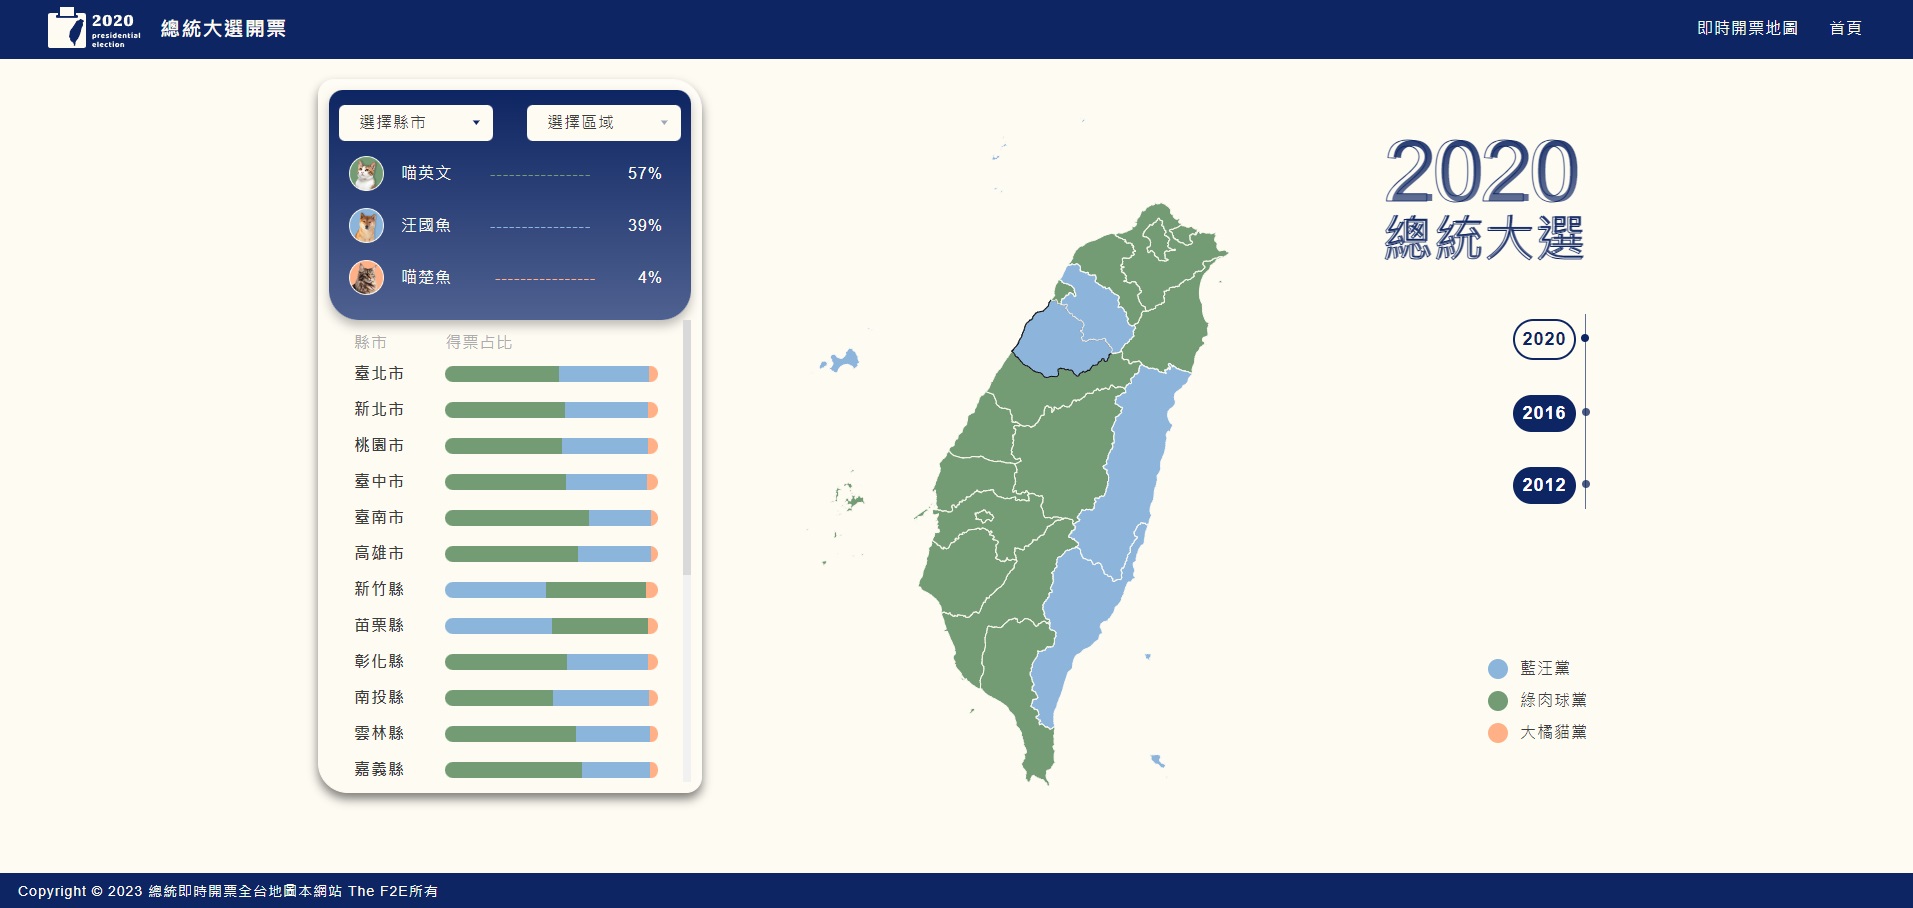 2020
presidential
election
總統大選開票
即時開票地圖
首頁
選擇縣市
選擇區域
喵英文 57%
汪國魚 39%
喵楚魚 4%
縣市 得票占比
臺北市
新北市
桃園市
臺中市
臺南市
高雄市
新竹縣
苗栗縣
彰化縣
南投縣
雲林縣
嘉義縣
2020
總統大選
2020
2016
2012
藍汪黨
綠肉球黨
大橘貓黨
Copyright © 2023 總統即時開票全台地圖本網站 The F2E所有